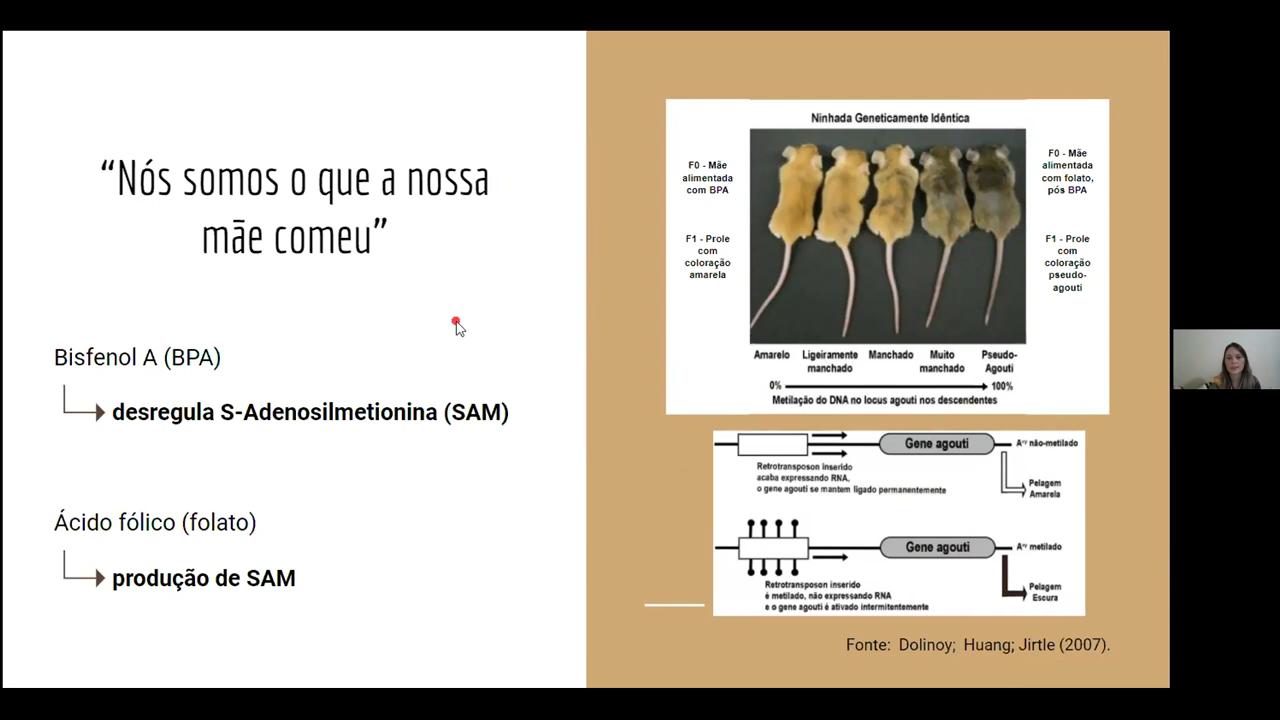 “Nós somos o que a nossa
mãe comeu”
Bisfenol A (BPA)
desregula S-Adenosilmetionina (SAM)
Ácido fólico (folato)
produção de SAM
Ninhada Geneticamente Idêntica
F0 - Mãe
alimentada
com BPA
F1 - Prole
com
coloração
amarela
F0 - Mãe
alimentada
com folato,
pós BPA
F1 - Prole
com
coloração
pseudo-
agouti
Amarelo
Ligeiramente
manchado
Manchado
Muito
manchado
Pseudo-
Agouti
0%
100%
Metilação do DNA no locus agouti nos descendentes
Gene agouti
Aᵛʸ não-metilado
Retrotransposon inserido
acaba expressando RNA,
o gene agouti se mantem ligado permanentemente
Pelagem
Amarela
Gene agouti
Aᵛʸ metilado
Retrotransposon inserido
é metilado, não expressando RNA
e o gene agouti é ativado intermitentemente
Pelagem
Escura
Fonte: Dolinoy; Huang; Jirtle (2007).